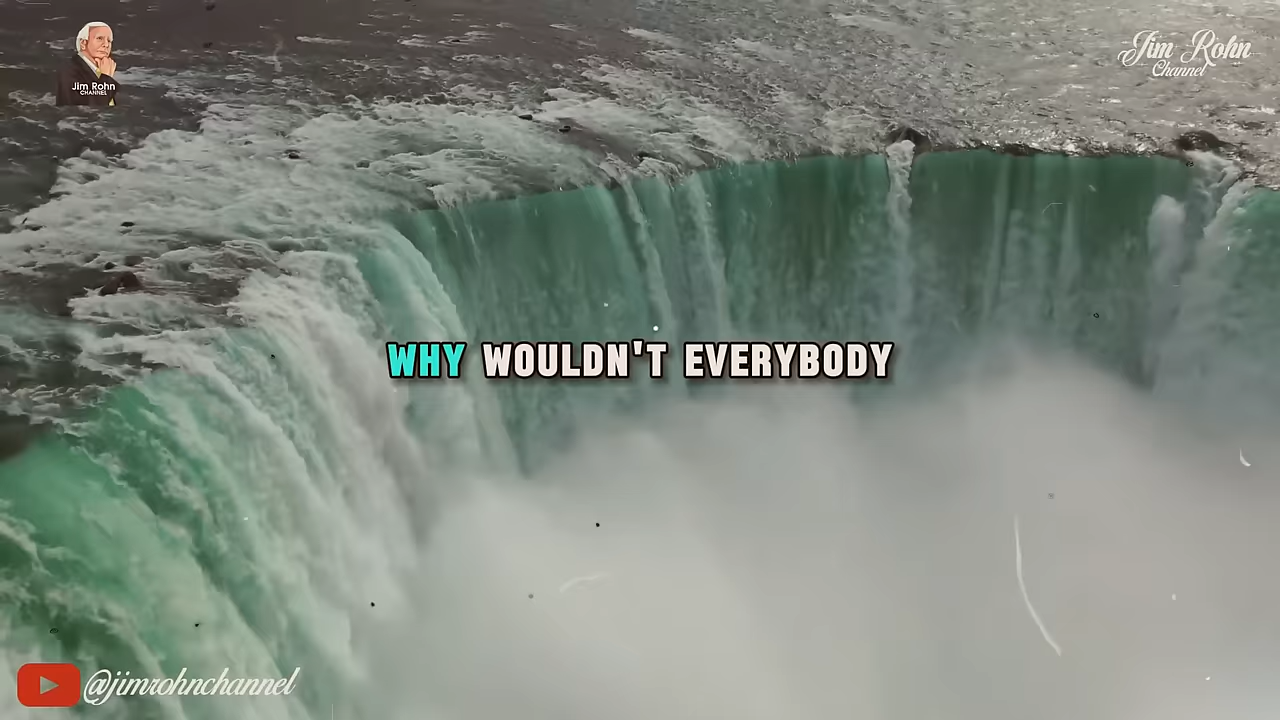 Jim Rohn
CHANNEL
Jim Rohn
Channel
WHY WOULDN'T EVERYBODY
@jimrohnchannel